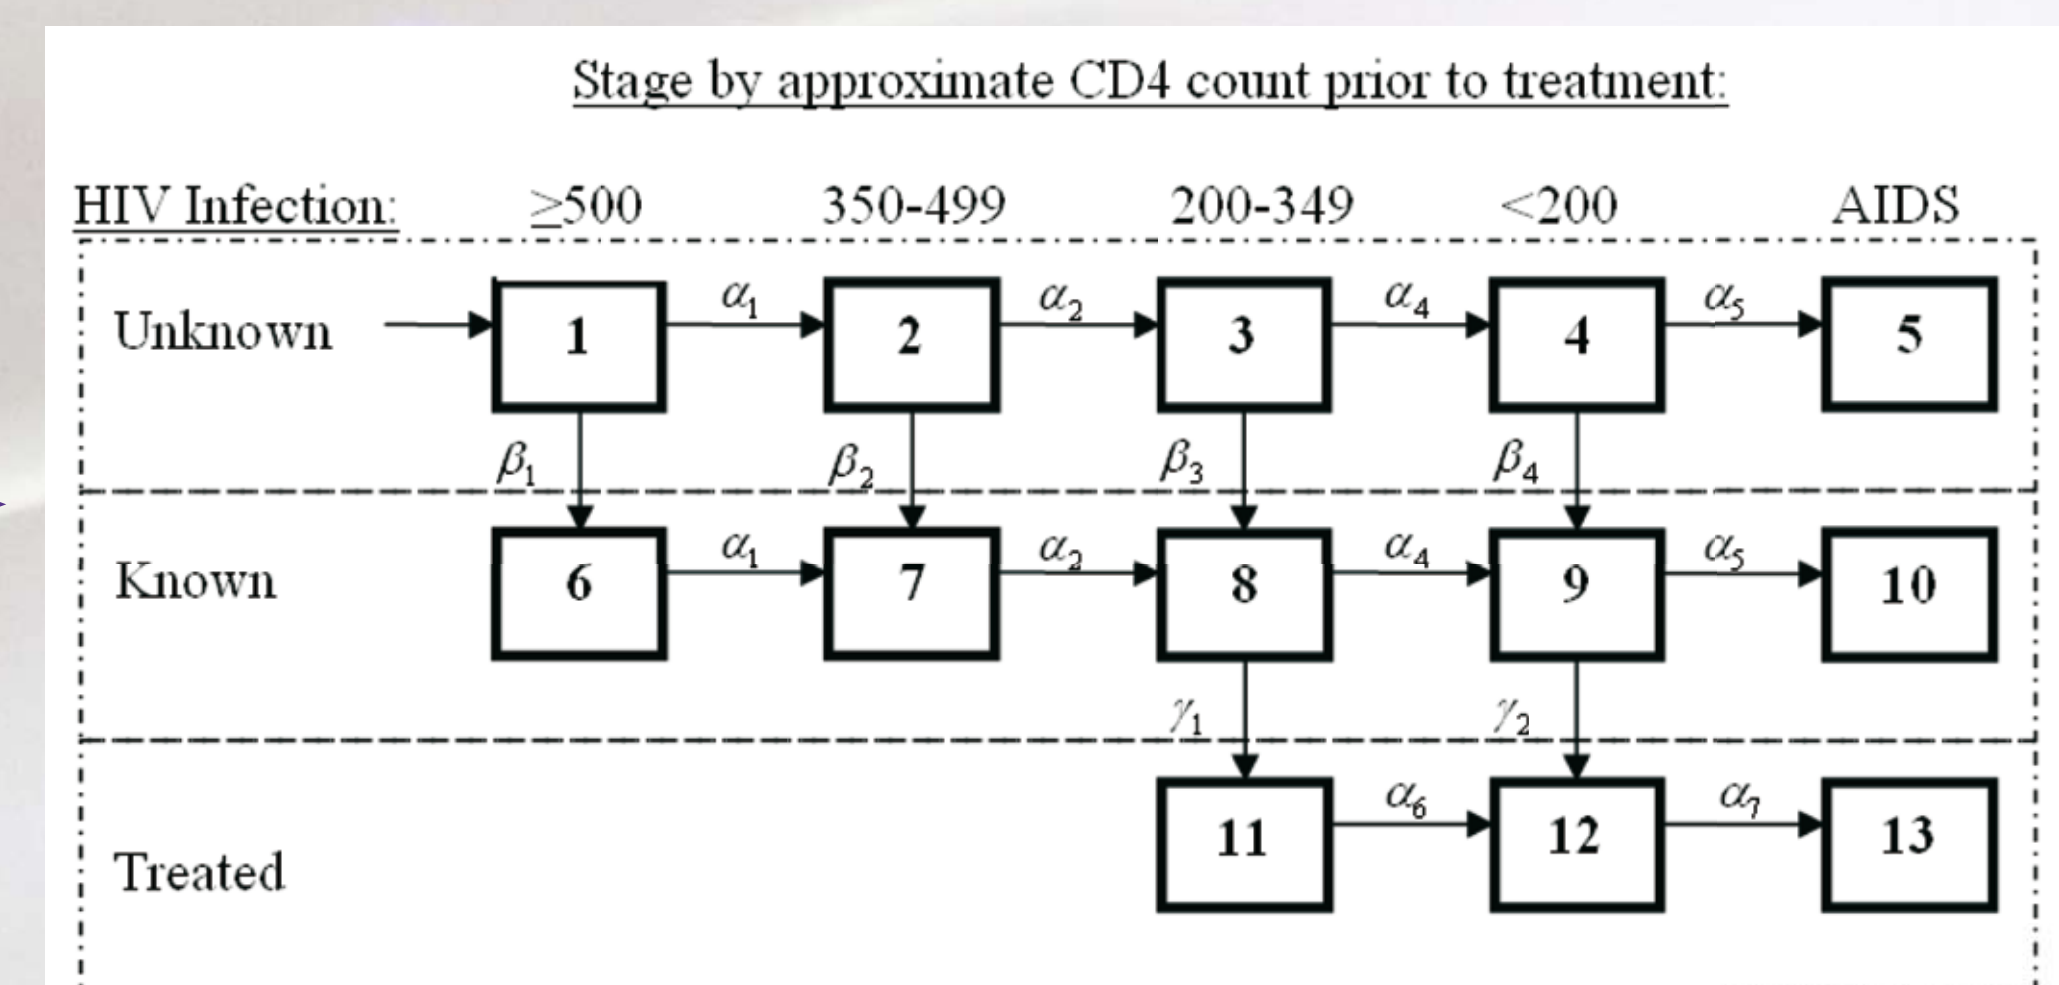 Stage by approximate CD4 count prior to treatment:
HIV Infection: ≥500 350-499 200-349 <200 AIDS
Unknown 1 α₁ 2 α₂ 3 α₄ 4 α₅ 5
β₁ β₂ β₃ β₄
Known 6 α₁ 7 α₂ 8 α₄ 9 α₅ 10
γ₁ γ₂
Treated 11 α₆ 12 α₇ 13